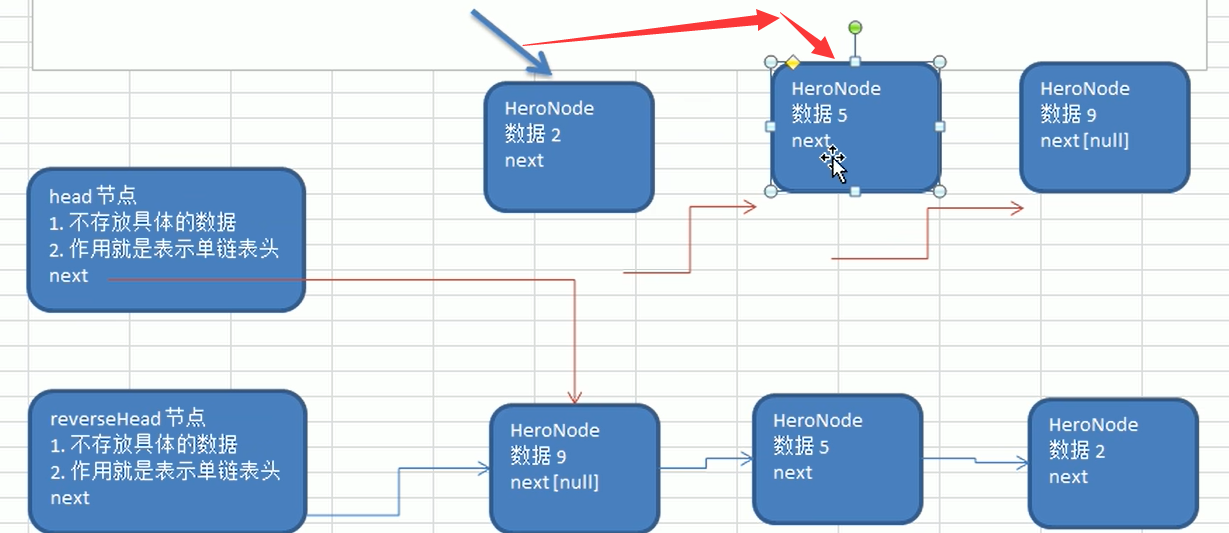 HeroNode
数据 2
next
HeroNode
数据 5
next
HeroNode
数据 9
next [null]
head 节点
1. 不存放具体的数据
2. 作用就是表示单链表头
next
reverseHead 节点
1. 不存放具体的数据
2. 作用就是表示单链表头
next
HeroNode
数据 9
next [null]
HeroNode
数据 5
next
HeroNode
数据 2
next